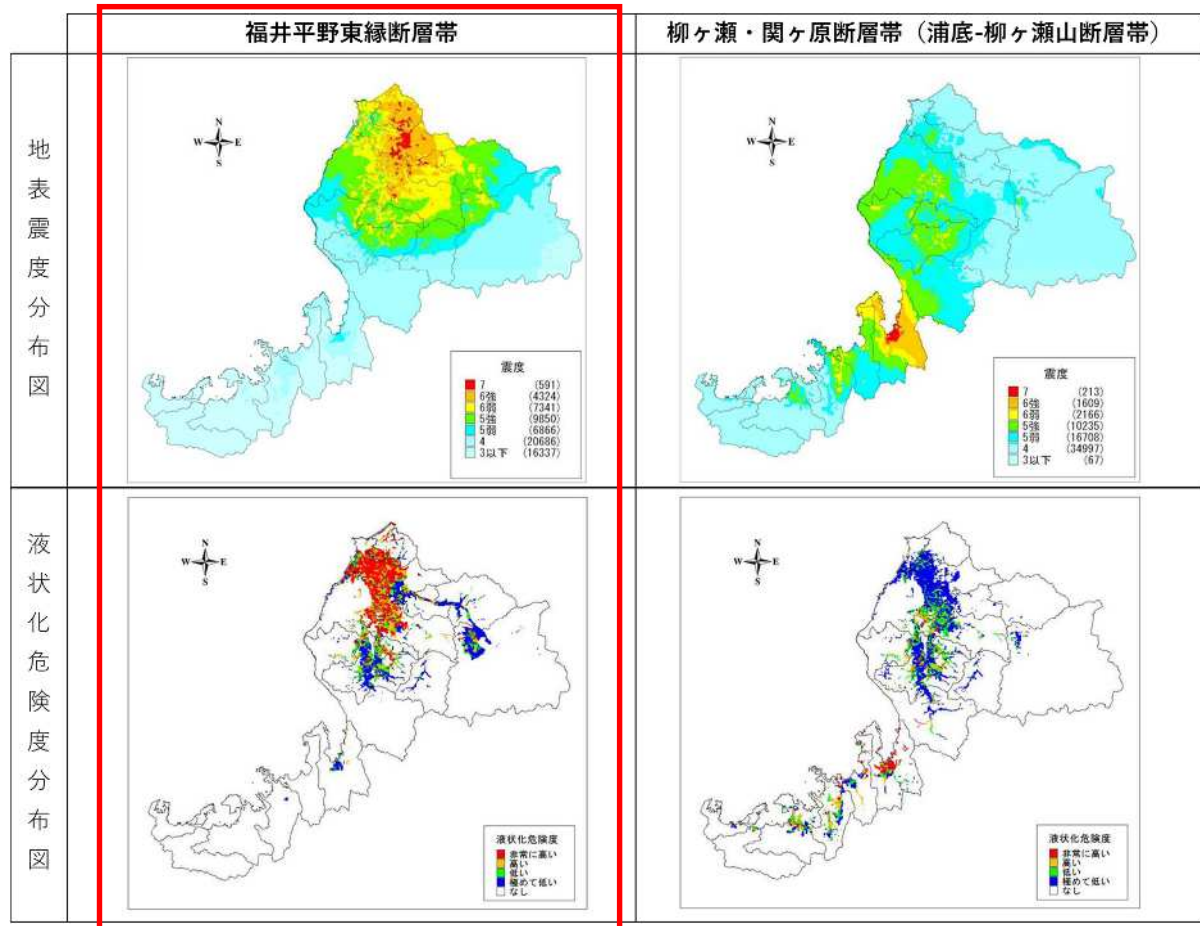 福井平野東縁断層帯
柳ヶ瀬・関ヶ原断層帯（浦底-柳ヶ瀬山断層帯）
地表震度分布図
N
W E
S
震度
7 (591)
6強 (4324)
6弱 (7341)
5強 (9850)
5弱 (6866)
4 (20686)
3以下 (16337)
N
W E
S
震度
7 (213)
6強 (1609)
6弱 (2166)
5強 (10235)
5弱 (16708)
4 (34997)
3以下 (67)
液状化危険度分布図
N
W E
S
液状化危険度
非常に高い
高い
低い
極めて低い
なし
N
W E
S
液状化危険度
非常に高い
高い
低い
極めて低い
なし